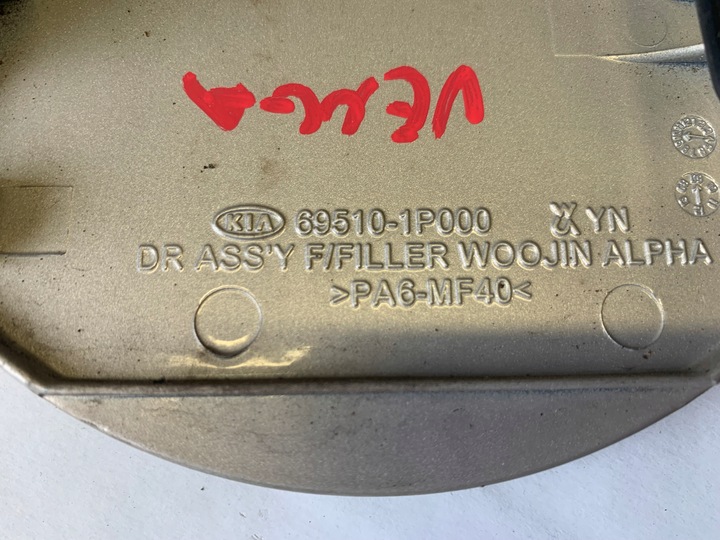 VENGA
KIA 69510-1P000 YN
DR ASS'Y F/FILLER WOOJIN ALPHA
>PA6-MF40<